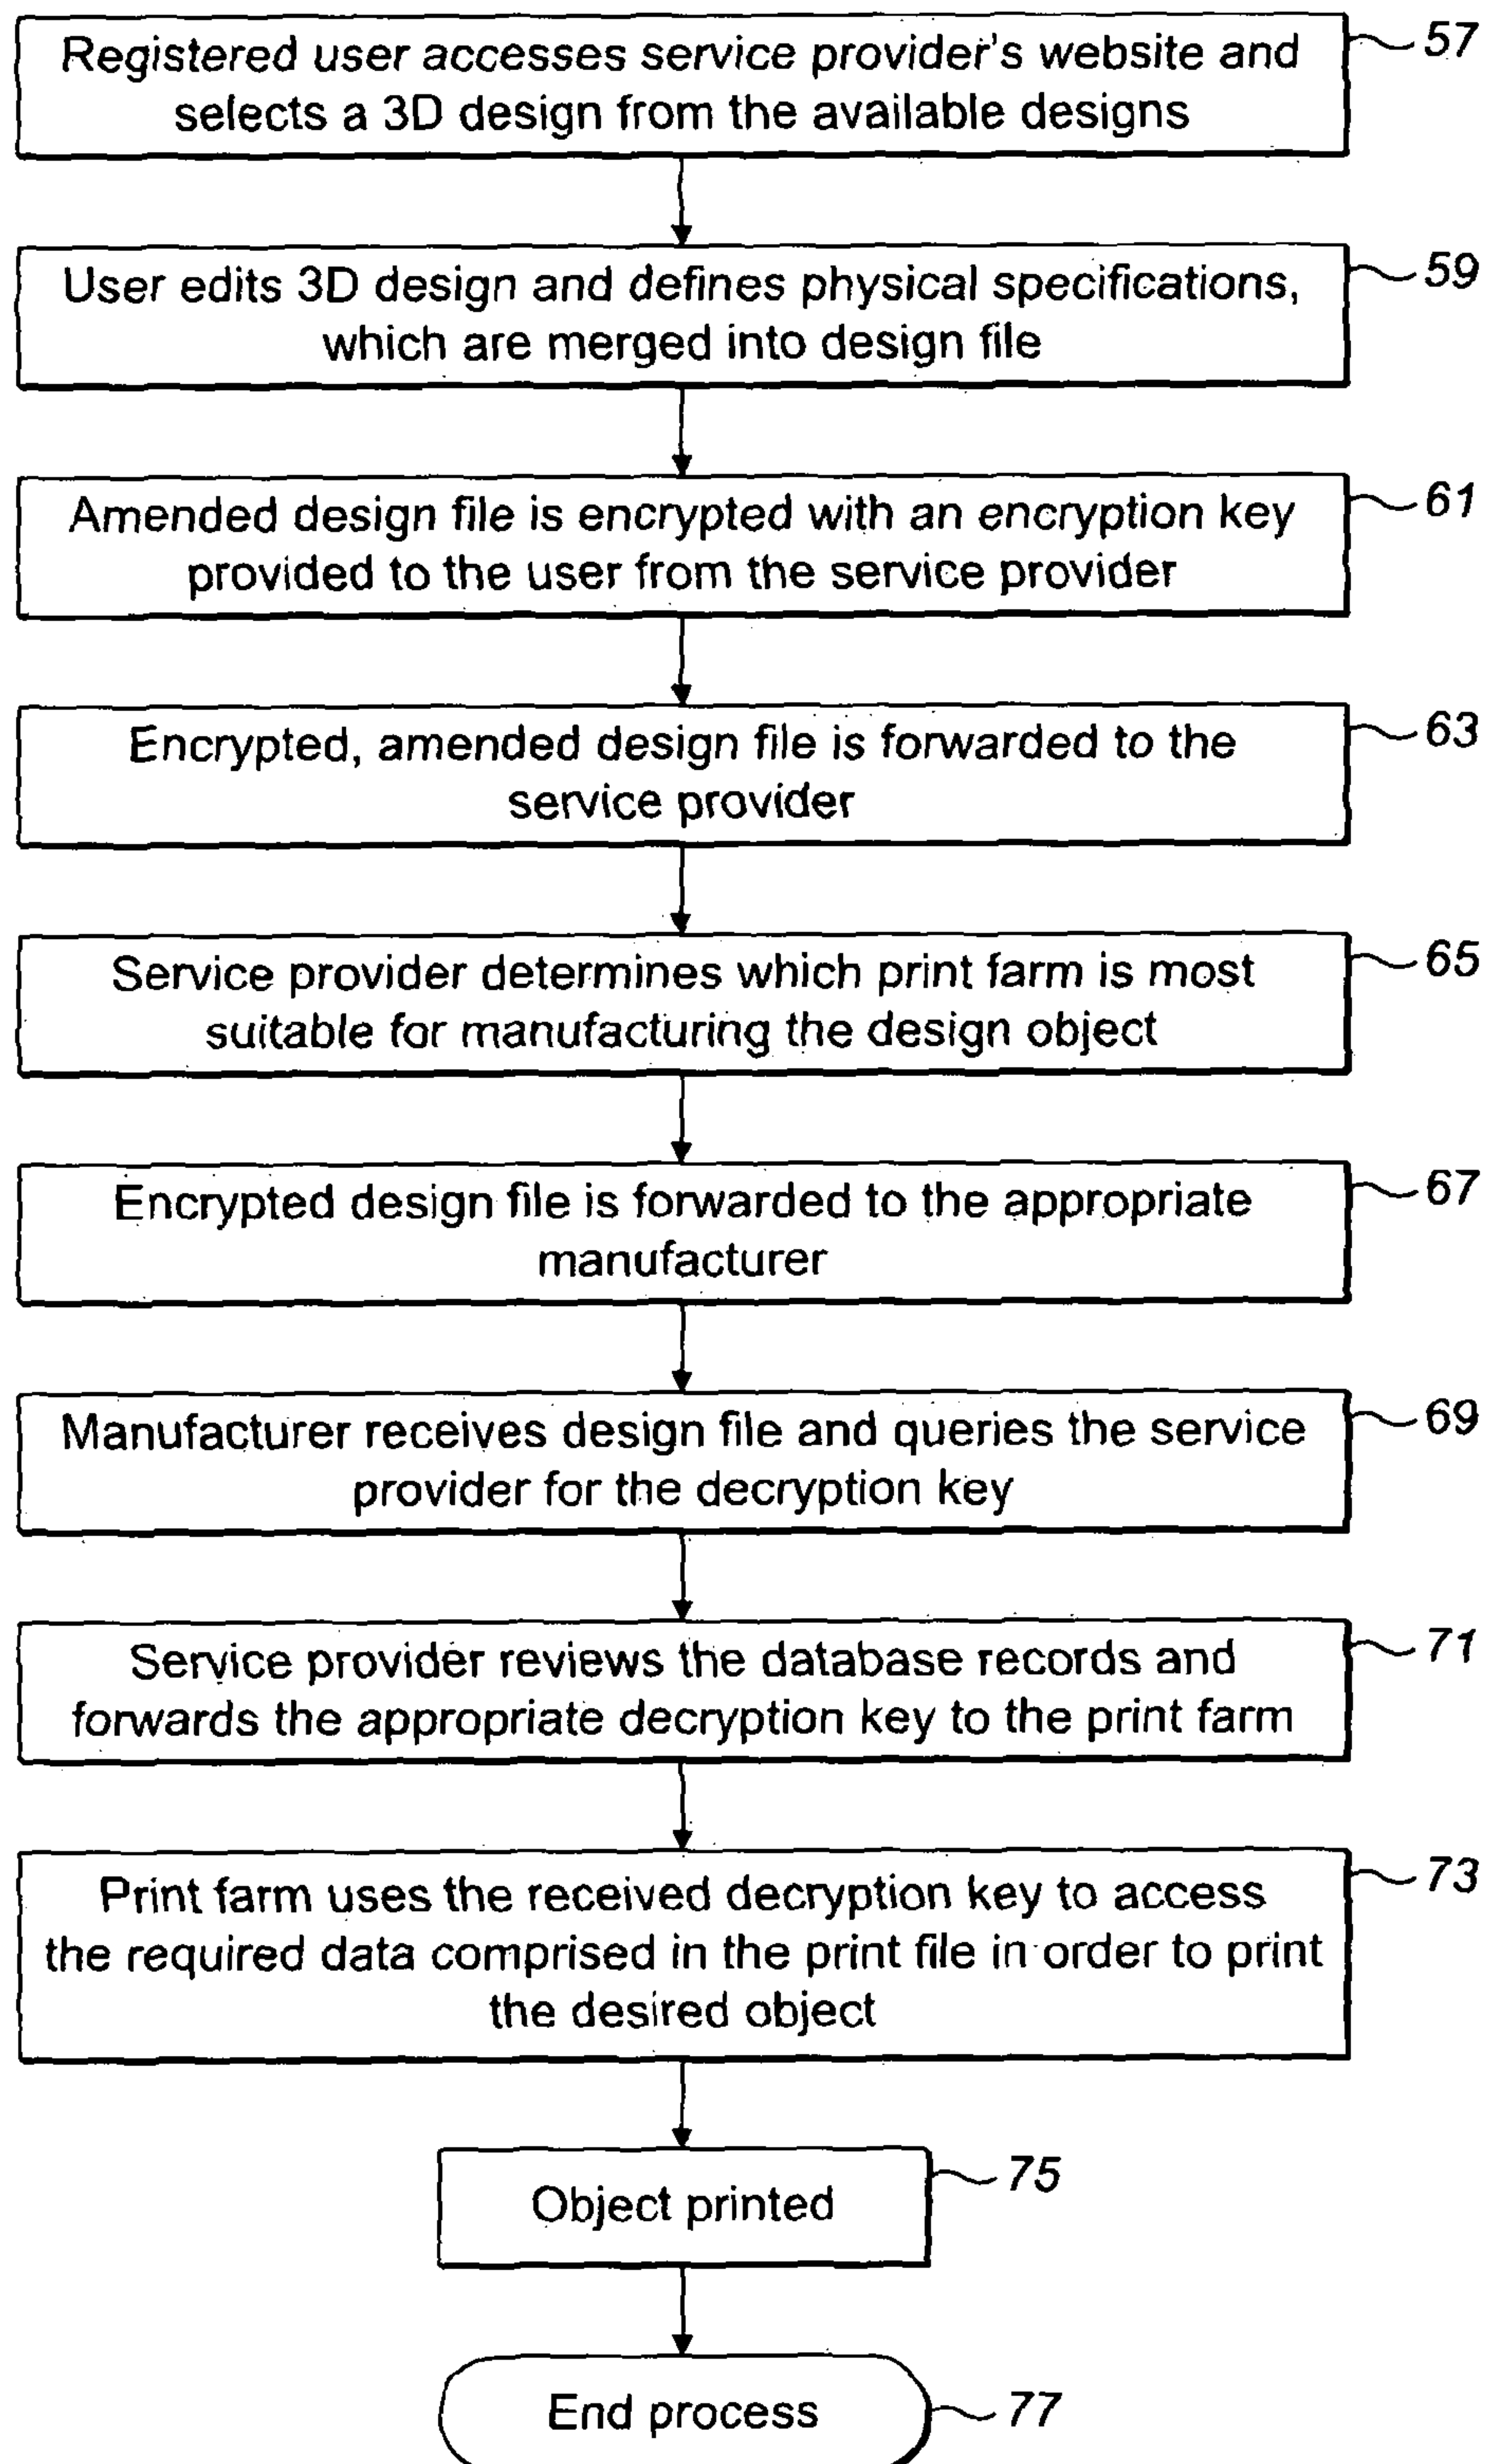 Registered user accesses service provider's website and
selects a 3D design from the available designs
57
User edits 3D design and defines physical specifications,
which are merged into design file
59
Amended design file is encrypted with an encryption key
provided to the user from the service provider
61
Encrypted, amended design file is forwarded to the
service provider
63
Service provider determines which print farm is most
suitable for manufacturing the design object
65
Encrypted design file is forwarded to the appropriate
manufacturer
67
Manufacturer receives design file and queries the service
provider for the decryption key
69
Service provider reviews the database records and
forwards the appropriate decryption key to the print farm
71
Print farm uses the received decryption key to access
the required data comprised in the print file in order to print
the desired object
73
Object printed
75
End process
77